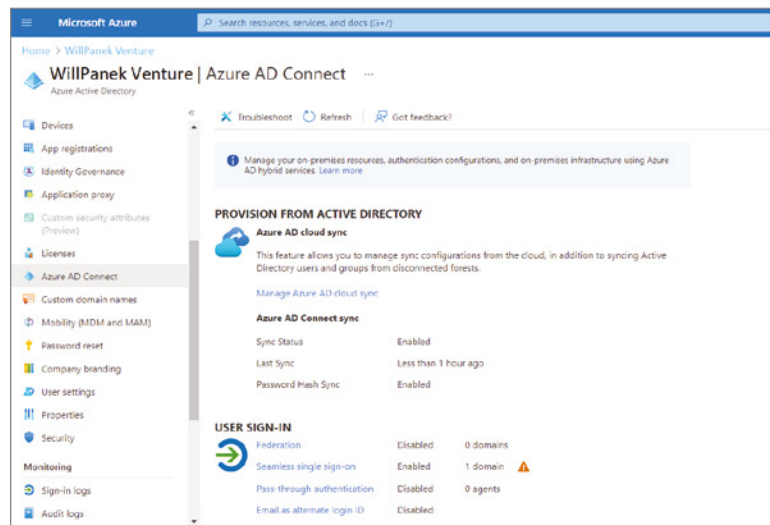 Microsoft Azure
Search resources, services, and docs (G+/)
Home > WillPanek Venture
WillPanek Venture | Azure AD Connect ...
Azure Active Directory
«
Troubleshoot
Refresh
Got feedback?
Devices
App registrations
Identity Governance
Application proxy
Custom security attributes
(Preview)
Licenses
Azure AD Connect
Custom domain names
Mobility (MDM and MAM)
Password reset
Company branding
User settings
Properties
Security
Monitoring
Sign-in logs
Audit logs
Manage your on-premises resources, authentication configurations, and on-premises infrastructure using Azure
AD hybrid services. Learn more
PROVISION FROM ACTIVE DIRECTORY
Azure AD cloud sync
This feature allows you to manage sync configurations from the cloud, in addition to syncing Active
Directory users and groups from disconnected forests.
Manage Azure AD cloud sync
Azure AD Connect sync
Sync Status Enabled
Last Sync Less than 1 hour ago
Password Hash Sync Enabled
USER SIGN-IN
Federation Disabled 0 domains
Seamless single sign-on Enabled 1 domain
Pass-through authentication Disabled 0 agents
Email as alternate login ID Disabled